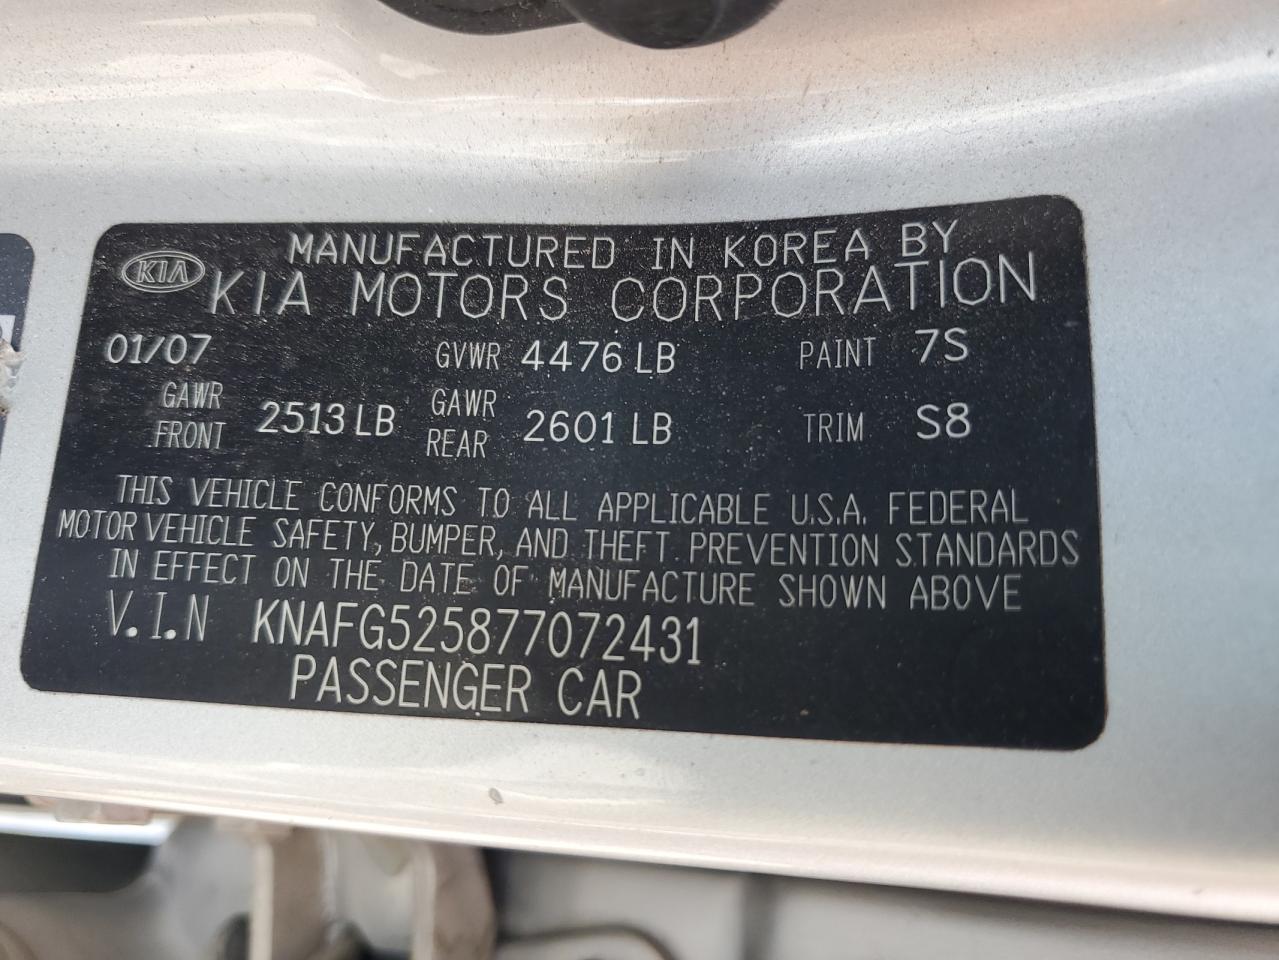 MANUFACTURED IN KOREA BY
KIA KIA MOTORS CORPORATION
01/07 GVWR 4476 LB PAINT 7S
GAWR FRONT 2513 LB GAWR REAR 2601 LB TRIM S8
THIS VEHICLE CONFORMS TO ALL APPLICABLE U.S.A. FEDERAL
MOTOR VEHICLE SAFETY, BUMPER, AND THEFT PREVENTION STANDARDS
IN EFFECT ON THE DATE OF MANUFACTURE SHOWN ABOVE
V.I.N KNAFG525877072431
PASSENGER CAR